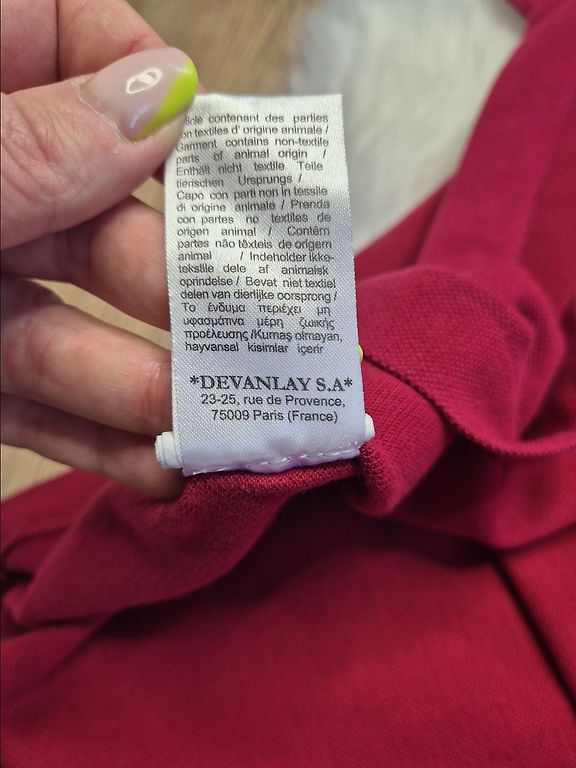 icle contenant des parties
on textiles d' origine animale /
Garment contains non-textile
parts of animal origin /
Enthält nicht textile Teile
tierischen Ursprungs /
Capo con parti non in tessile
di origine animale / Prenda
con partes no textiles de
origen animal / Contém
partes não têxteis de origem
animal / Indeholder ikke-
tekstile dele af animalsk
oprindelse / Bevat niet textiel
delen van dierlijke oorsprong /
Το ένδυμα περιέχει μη
υφασμάτινα μέρη ζωικής
προέλευσης /Kumaş olmayan,
hayvansal kisimlar içerir
*DEVANLAY S.A*
23-25, rue de Provence,
75009 Paris (France)